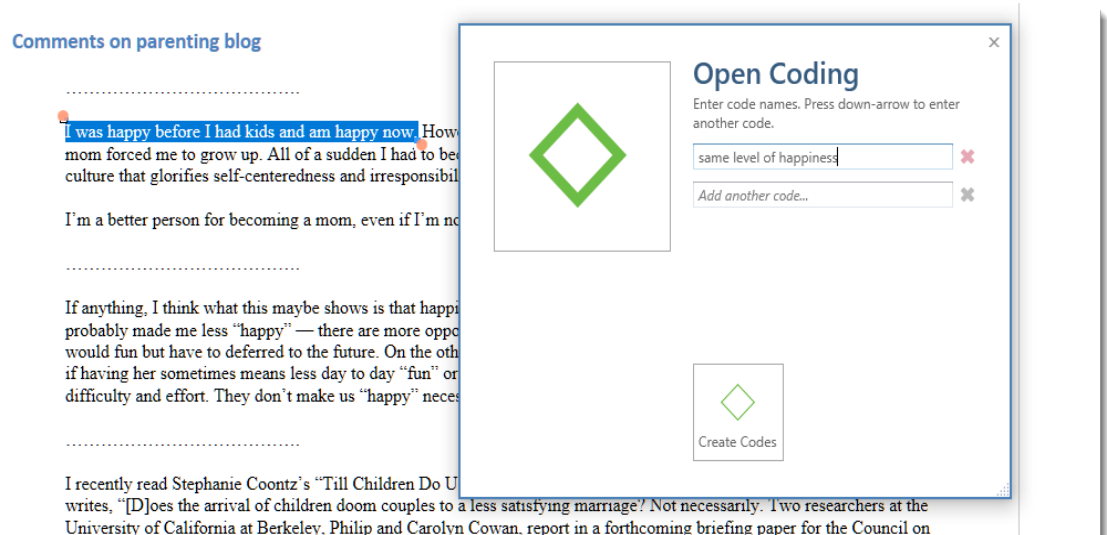 Comments on parenting blog
Open Coding
Enter code names. Press down-arrow to enter
another code.
same level of happiness
Add another code...
Create Codes
.......................................
I was happy before I had kids and am happy now. Howe
mom forced me to grow up. All of a sudden I had to bec
culture that glorifies self-centeredness and irresponsibil
I’m a better person for becoming a mom, even if I’m no
.......................................
If anything, I think what this maybe shows is that happi
probably made me less “happy” — there are more oppo
would fun but have to deferred to the future. On the oth
if having her sometimes means less day to day “fun” or
difficulty and effort. They don’t make us “happy” neces
.......................................
I recently read Stephanie Coontz’s “Till Children Do U
writes, “[D]oes the arrival of children doom couples to a less satisfying marriage? Not necessarily. Two researchers at the
University of California at Berkeley, Philip and Carolyn Cowan, report in a forthcoming briefing paper for the Council on